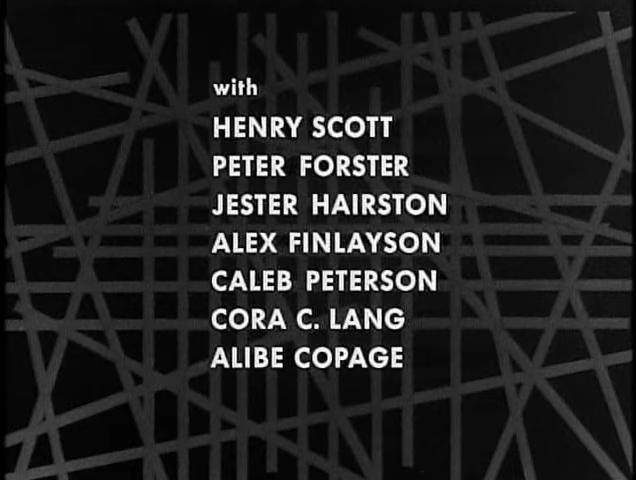 with
HENRY SCOTT
PETER FORSTER
JESTER HAIRSTON
ALEX FINLAYSON
CALEB PETERSON
CORA C. LANG
ALIBE COPAGE